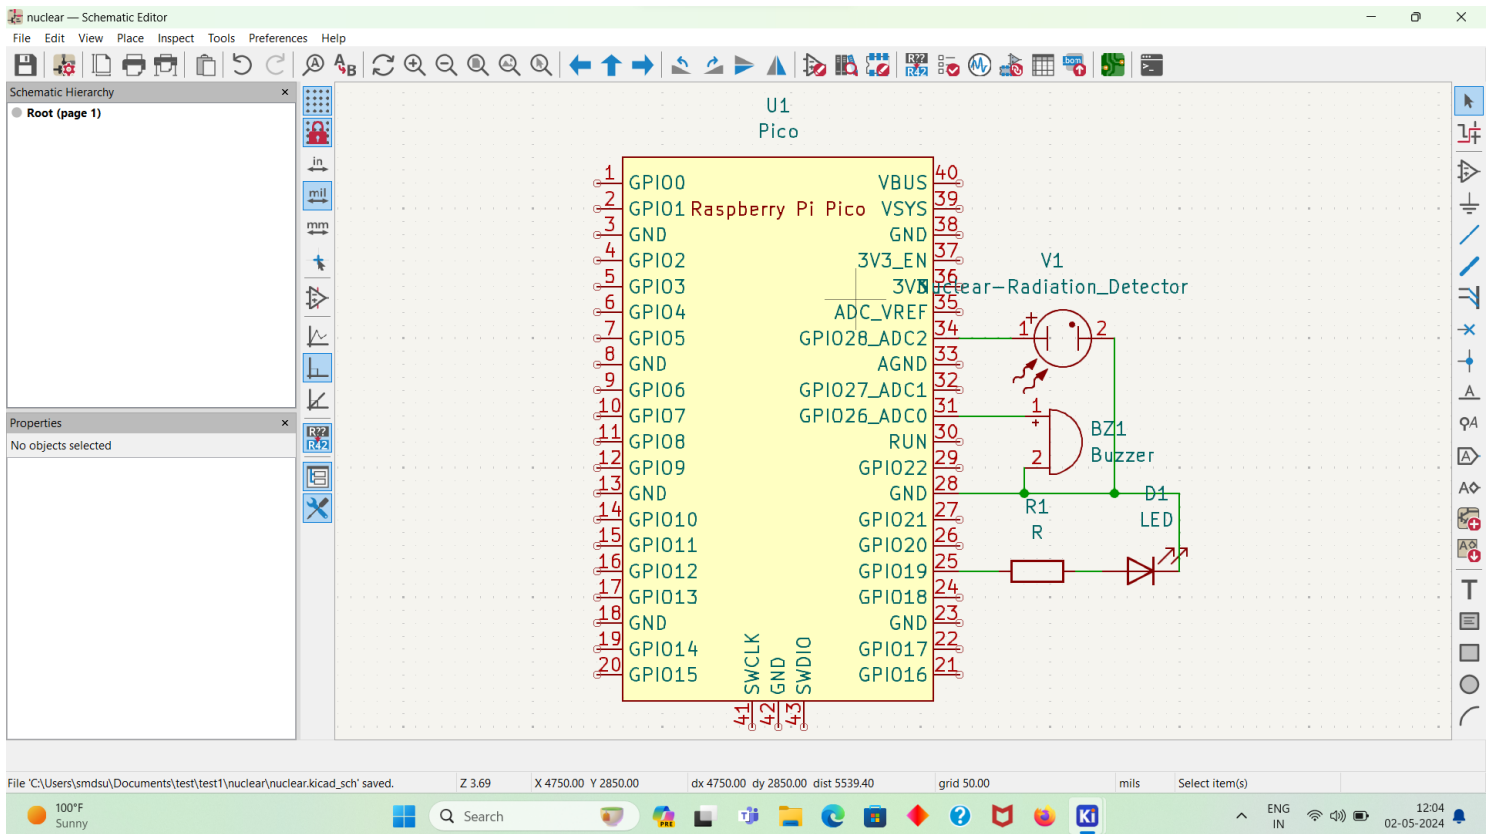 nuclear — Schematic Editor
File Edit View Place Inspect Tools Preferences Help
Schematic Hierarchy
Root (page 1)
in
mil
mm
R??
R42
Properties
No objects selected
U1
Pico
Raspberry Pi Pico
1 GPIO0
2 GPIO1
3 GND
4 GPIO2
5 GPIO3
6 GPIO4
7 GPIO5
8 GND
9 GPIO6
10 GPIO7
11 GPIO8
12 GPIO9
13 GND
14 GPIO10
15 GPIO11
16 GPIO12
17 GPIO13
18 GND
19 GPIO14
20 GPIO15
VBUS 40
VSYS 39
GND 38
3V3_EN 37
3V3 36
ADC_VREF 35
GPIO28_ADC2 34
AGND 33
GPIO27_ADC1 32
GPIO26_ADC0 31
RUN 30
GPIO22 29
GND 28
GPIO21 27
GPIO20 26
GPIO19 25
GPIO18 24
GND 23
GPIO17 22
GPIO16 21
SWCLK 41
GND 42
SWDIO 43
V1
Nuclear-Radiation_Detector
1 + 2
1
+
2
BZ1
Buzzer
R1
R
D1
LED
File 'C:\Users\smdsu\Documents\test\test1\nuclear\nuclear.kicad_sch' saved.
Z 3.69
X 4750.00 Y 2850.00
dx 4750.00 dy 2850.00 dist 5539.40
grid 50.00
mils
Select item(s)
100°F
Sunny
Search
PRE
Ki
ENG
IN
12:04
02-05-2024